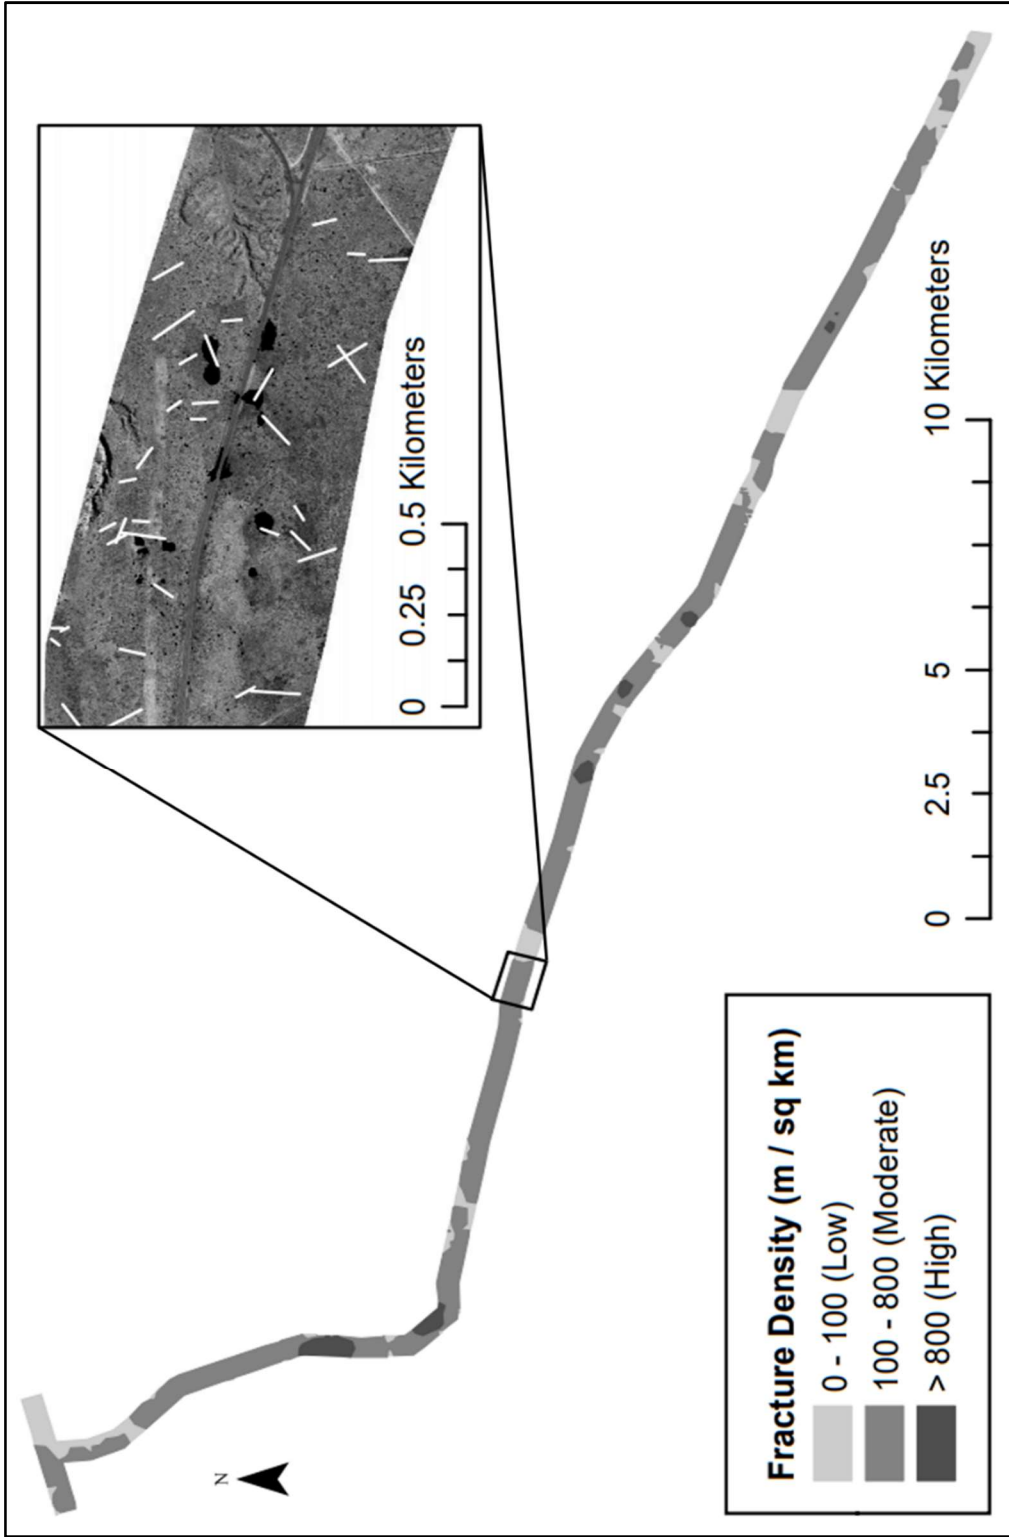 0 0.25 0.5 Kilometers
N
0 2.5 5 10 Kilometers
Fracture Density (m / sq km)
0 - 100 (Low)
100 - 800 (Moderate)
> 800 (High)